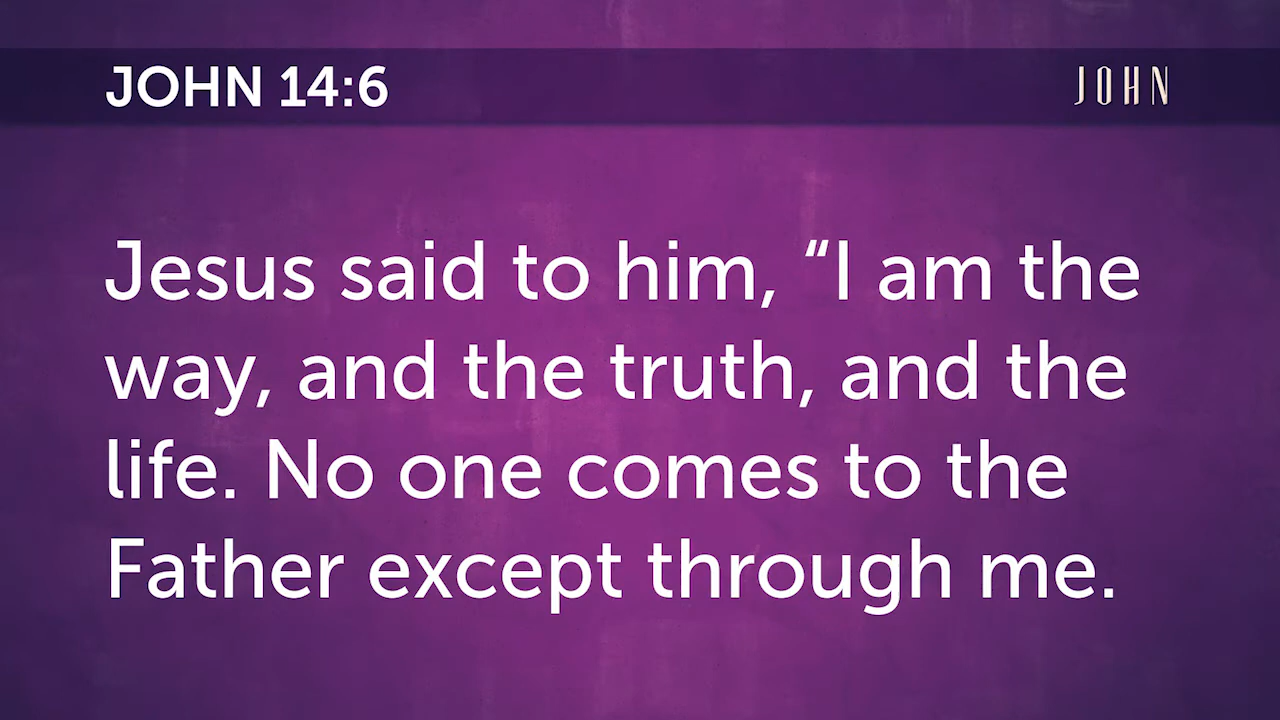 JOHN 14:6
JOHN
Jesus said to him, “I am the
way, and the truth, and the
life. No one comes to the
Father except through me.